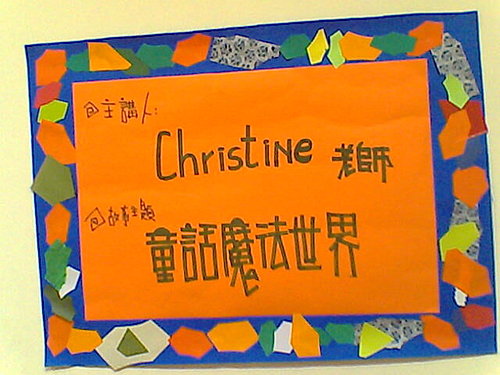 主講人:
Christine 老師
故事主題
童話魔法世界